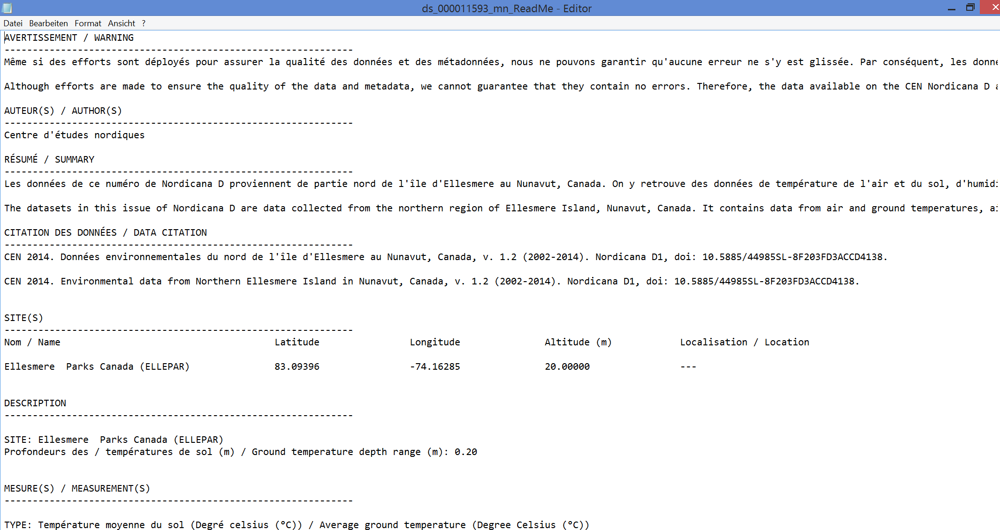 ds_000011593_mn_ReadMe - Editor
Datei Bearbeiten Format Ansicht ?
AVERTISSEMENT / WARNING
--------------------------------------------------------------
Même si des efforts sont déployés pour assurer la qualité des données et des métadonnées, nous ne pouvons garantir qu'aucune erreur ne s'y est glissée. Par conséquent, les donné
Although efforts are made to ensure the quality of the data and metadata, we cannot guarantee that they contain no errors. Therefore, the data available on the CEN Nordicana D a
AUTEUR(S) / AUTHOR(S)
--------------------------------------------------------------
Centre d'études nordiques
RÉSUMÉ / SUMMARY
--------------------------------------------------------------
Les données de ce numéro de Nordicana D proviennent de partie nord de l'île d'Ellesmere au Nunavut, Canada. On y retrouve des données de température de l'air et du sol, d'humidi
The datasets in this issue of Nordicana D are data collected from the northern region of Ellesmere Island, Nunavut, Canada. It contains data from air and ground temperatures, ai
CITATION DES DONNÉES / DATA CITATION
--------------------------------------------------------------
CEN 2014. Données environnementales du nord de l'île d'Ellesmere au Nunavut, Canada, v. 1.2 (2002-2014). Nordicana D1, doi: 10.5885/44985SL-8F203FD3ACCD4138.
CEN 2014. Environmental data from Northern Ellesmere Island in Nunavut, Canada, v. 1.2 (2002-2014). Nordicana D1, doi: 10.5885/44985SL-8F203FD3ACCD4138.
SITE(S)
--------------------------------------------------------------
Nom / Name Latitude Longitude Altitude (m) Localisation / Location
Ellesmere  Parks Canada (ELLEPAR) 83.09396 -74.16285 20.00000 ---
DESCRIPTION
--------------------------------------------------------------
SITE: Ellesmere  Parks Canada (ELLEPAR)
Profondeurs des / températures de sol (m) / Ground temperature depth range (m): 0.20
MESURE(S) / MEASUREMENT(S)
--------------------------------------------------------------
TYPE: Température moyenne du sol (Degré celsius (°C)) / Average ground temperature (Degree Celsius (°C))